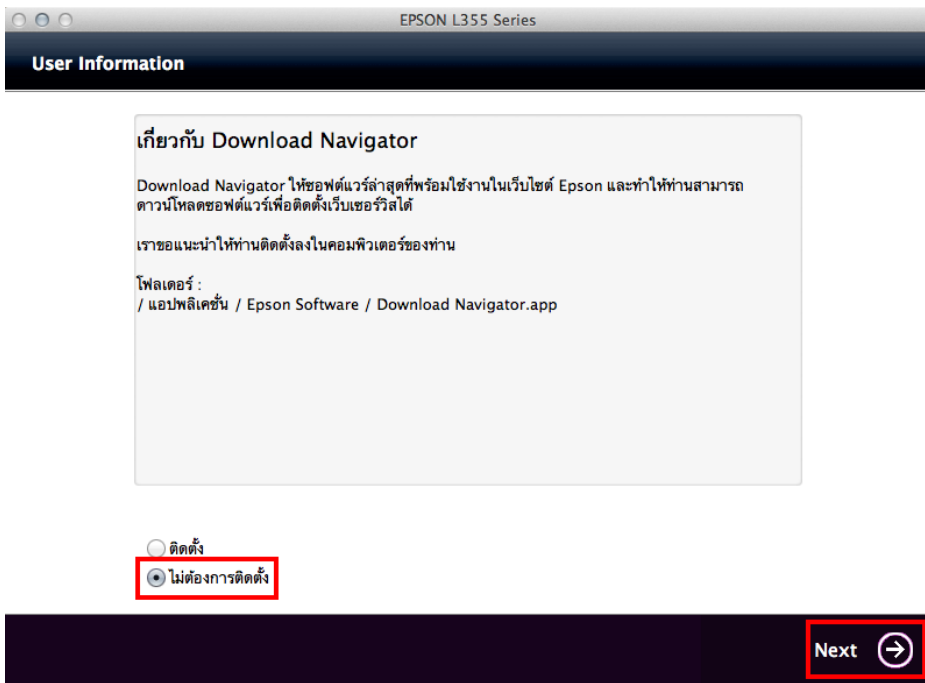 EPSON L355 Series
User Information
เกี่ยวกับ Download Navigator
Download Navigator ให้ซอฟต์แวร์ล่าสุดที่พร้อมใช้งานในเว็บไซต์ Epson และทำให้ท่านสามารถ
ดาวน์โหลดซอฟต์แวร์เพื่อติดตั้งเว็บเซอร์วิสได้
เราขอแนะนำให้ท่านติดตั้งลงในคอมพิวเตอร์ของท่าน
โฟลเดอร์ :
/ แอปพลิเคชั่น / Epson Software / Download Navigator.app
ติดตั้ง
ไม่ต้องการติดตั้ง
Next